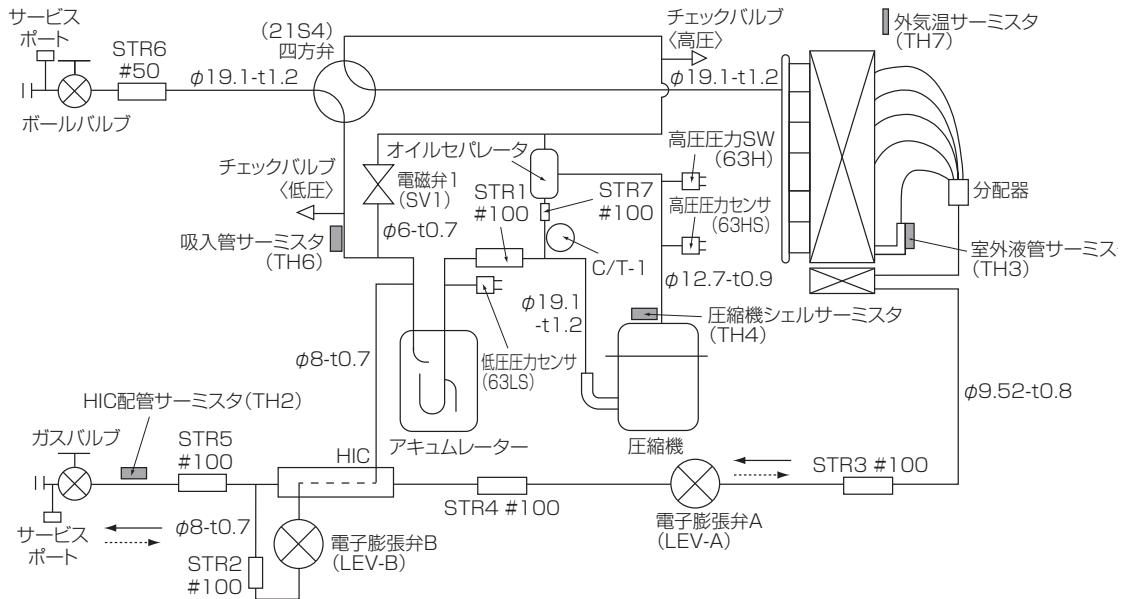 サービス
ポート
STR6
#50
ボールバルブ
φ19.1-t1.2
(21S4)
四方弁
チェックバルブ
〈高圧〉
φ19.1-t1.2
外気温サーミスタ
(TH7)
チェックバルブ
〈低圧〉
吸入管サーミスタ
(TH6)
電磁弁1
(SV1)
φ6-t0.7
オイルセパレータ
STR1
#100
STR7
#100
C/T-1
高圧圧力SW
(63H)
高圧圧力センサ
(63HS)
φ12.7-t0.9
分配器
室外液管サーミス
(TH3)
φ19.1
-t1.2
圧縮機シェルサーミスタ
(TH4)
低圧圧力センサ
(63LS)
φ8-t0.7
アキュムレーター
圧縮機
φ9.52-t0.8
HIC配管サーミスタ(TH2)
ガスバルブ
STR5
#100
HIC
STR4 #100
電子膨張弁A
(LEV-A)
STR3 #100
サービス
ポート
φ8-t0.7
STR2
#100
電子膨張弁B
(LEV-B)